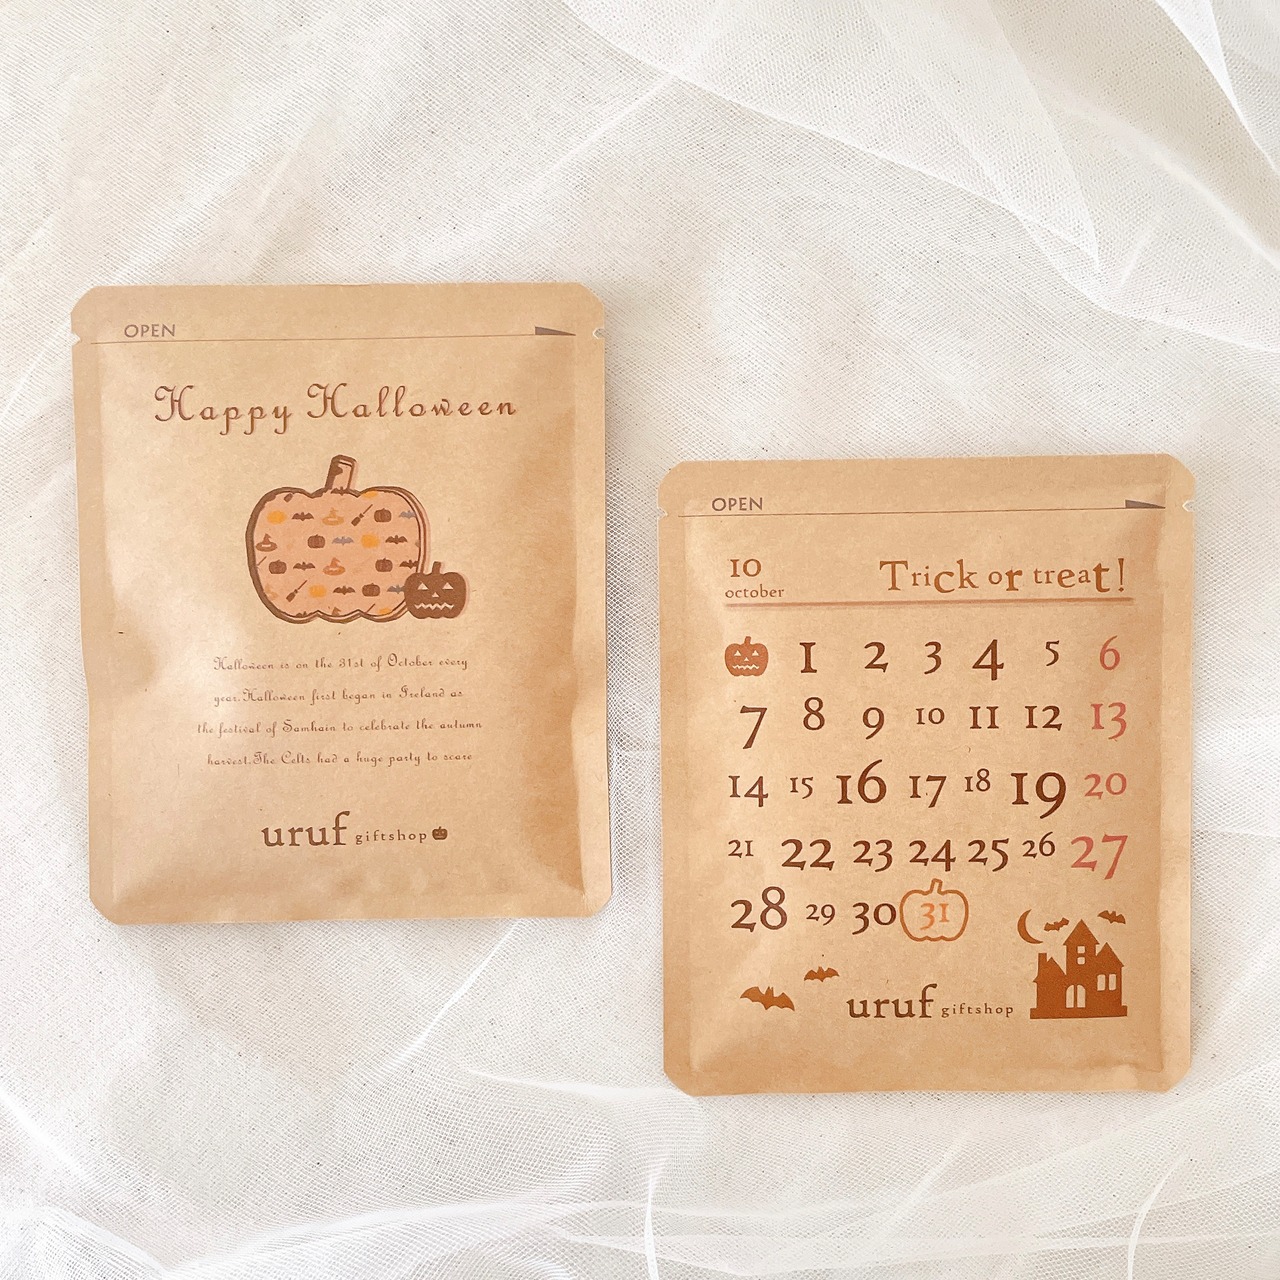 OPEN
Happy Halloween
Halloween is on the 31st of October every
year.Halloween first began in Ireland as
the festival of Samhain to celebrate the autumn
harvest.The Celts had a huge party to scare
uruf giftshop
OPEN
10
october
Trick or treat!
1 2 3 4 5 6
7 8 9 10 11 12 13
14 15 16 17 18 19 20
21 22 23 24 25 26 27
28 29 30 31
uruf giftshop